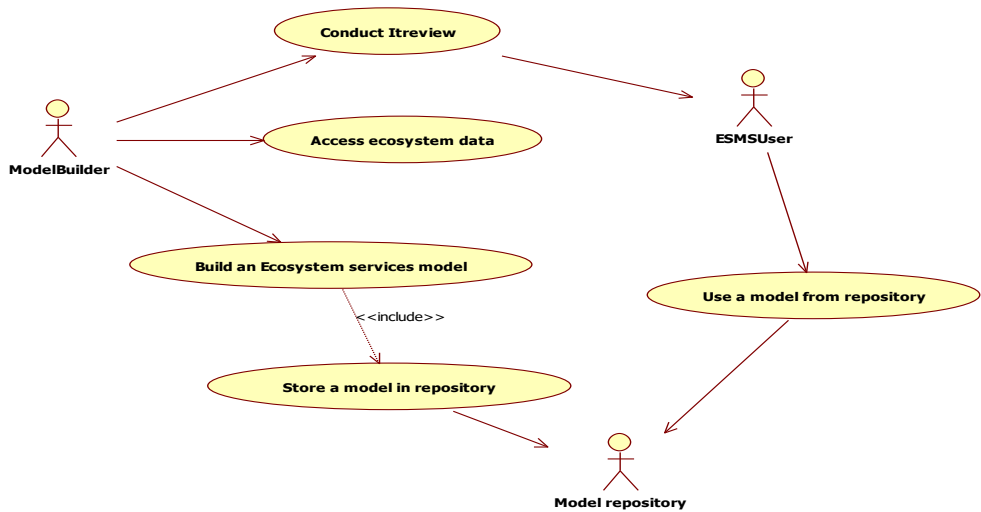 Conduct Itreview
ESMSUser
Access ecosystem data
ModelBuilder
Build an Ecosystem services model
Use a model from repository
<<include>>
Store a model in repository
Model repository